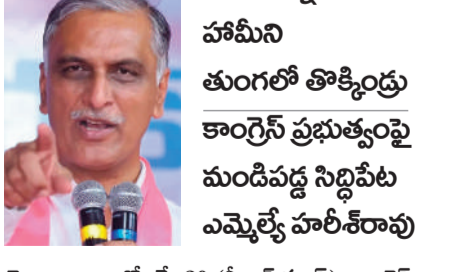 హామీని
తుంగలో తొక్కిండ్రు
కాంగ్రెస్ ప్రభుత్వంపై
మండిపడ్డ సిద్ధిపేట
ఎమ్మెల్యే హరీశ్‌రావు